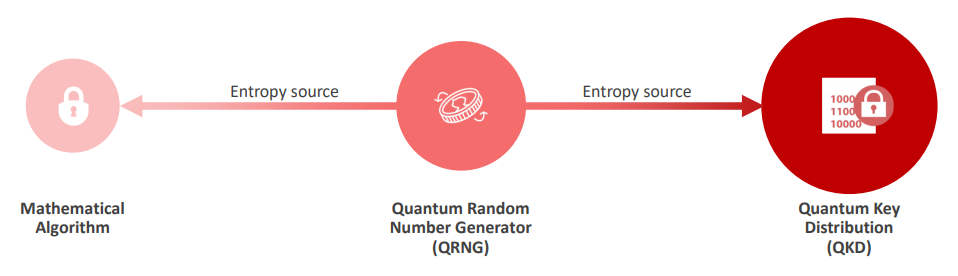 Entropy source
Entropy source
1000
1100
10000
Mathematical
Algorithm
Quantum Random
Number Generator
(QRNG)
Quantum Key
Distribution
(QKD)